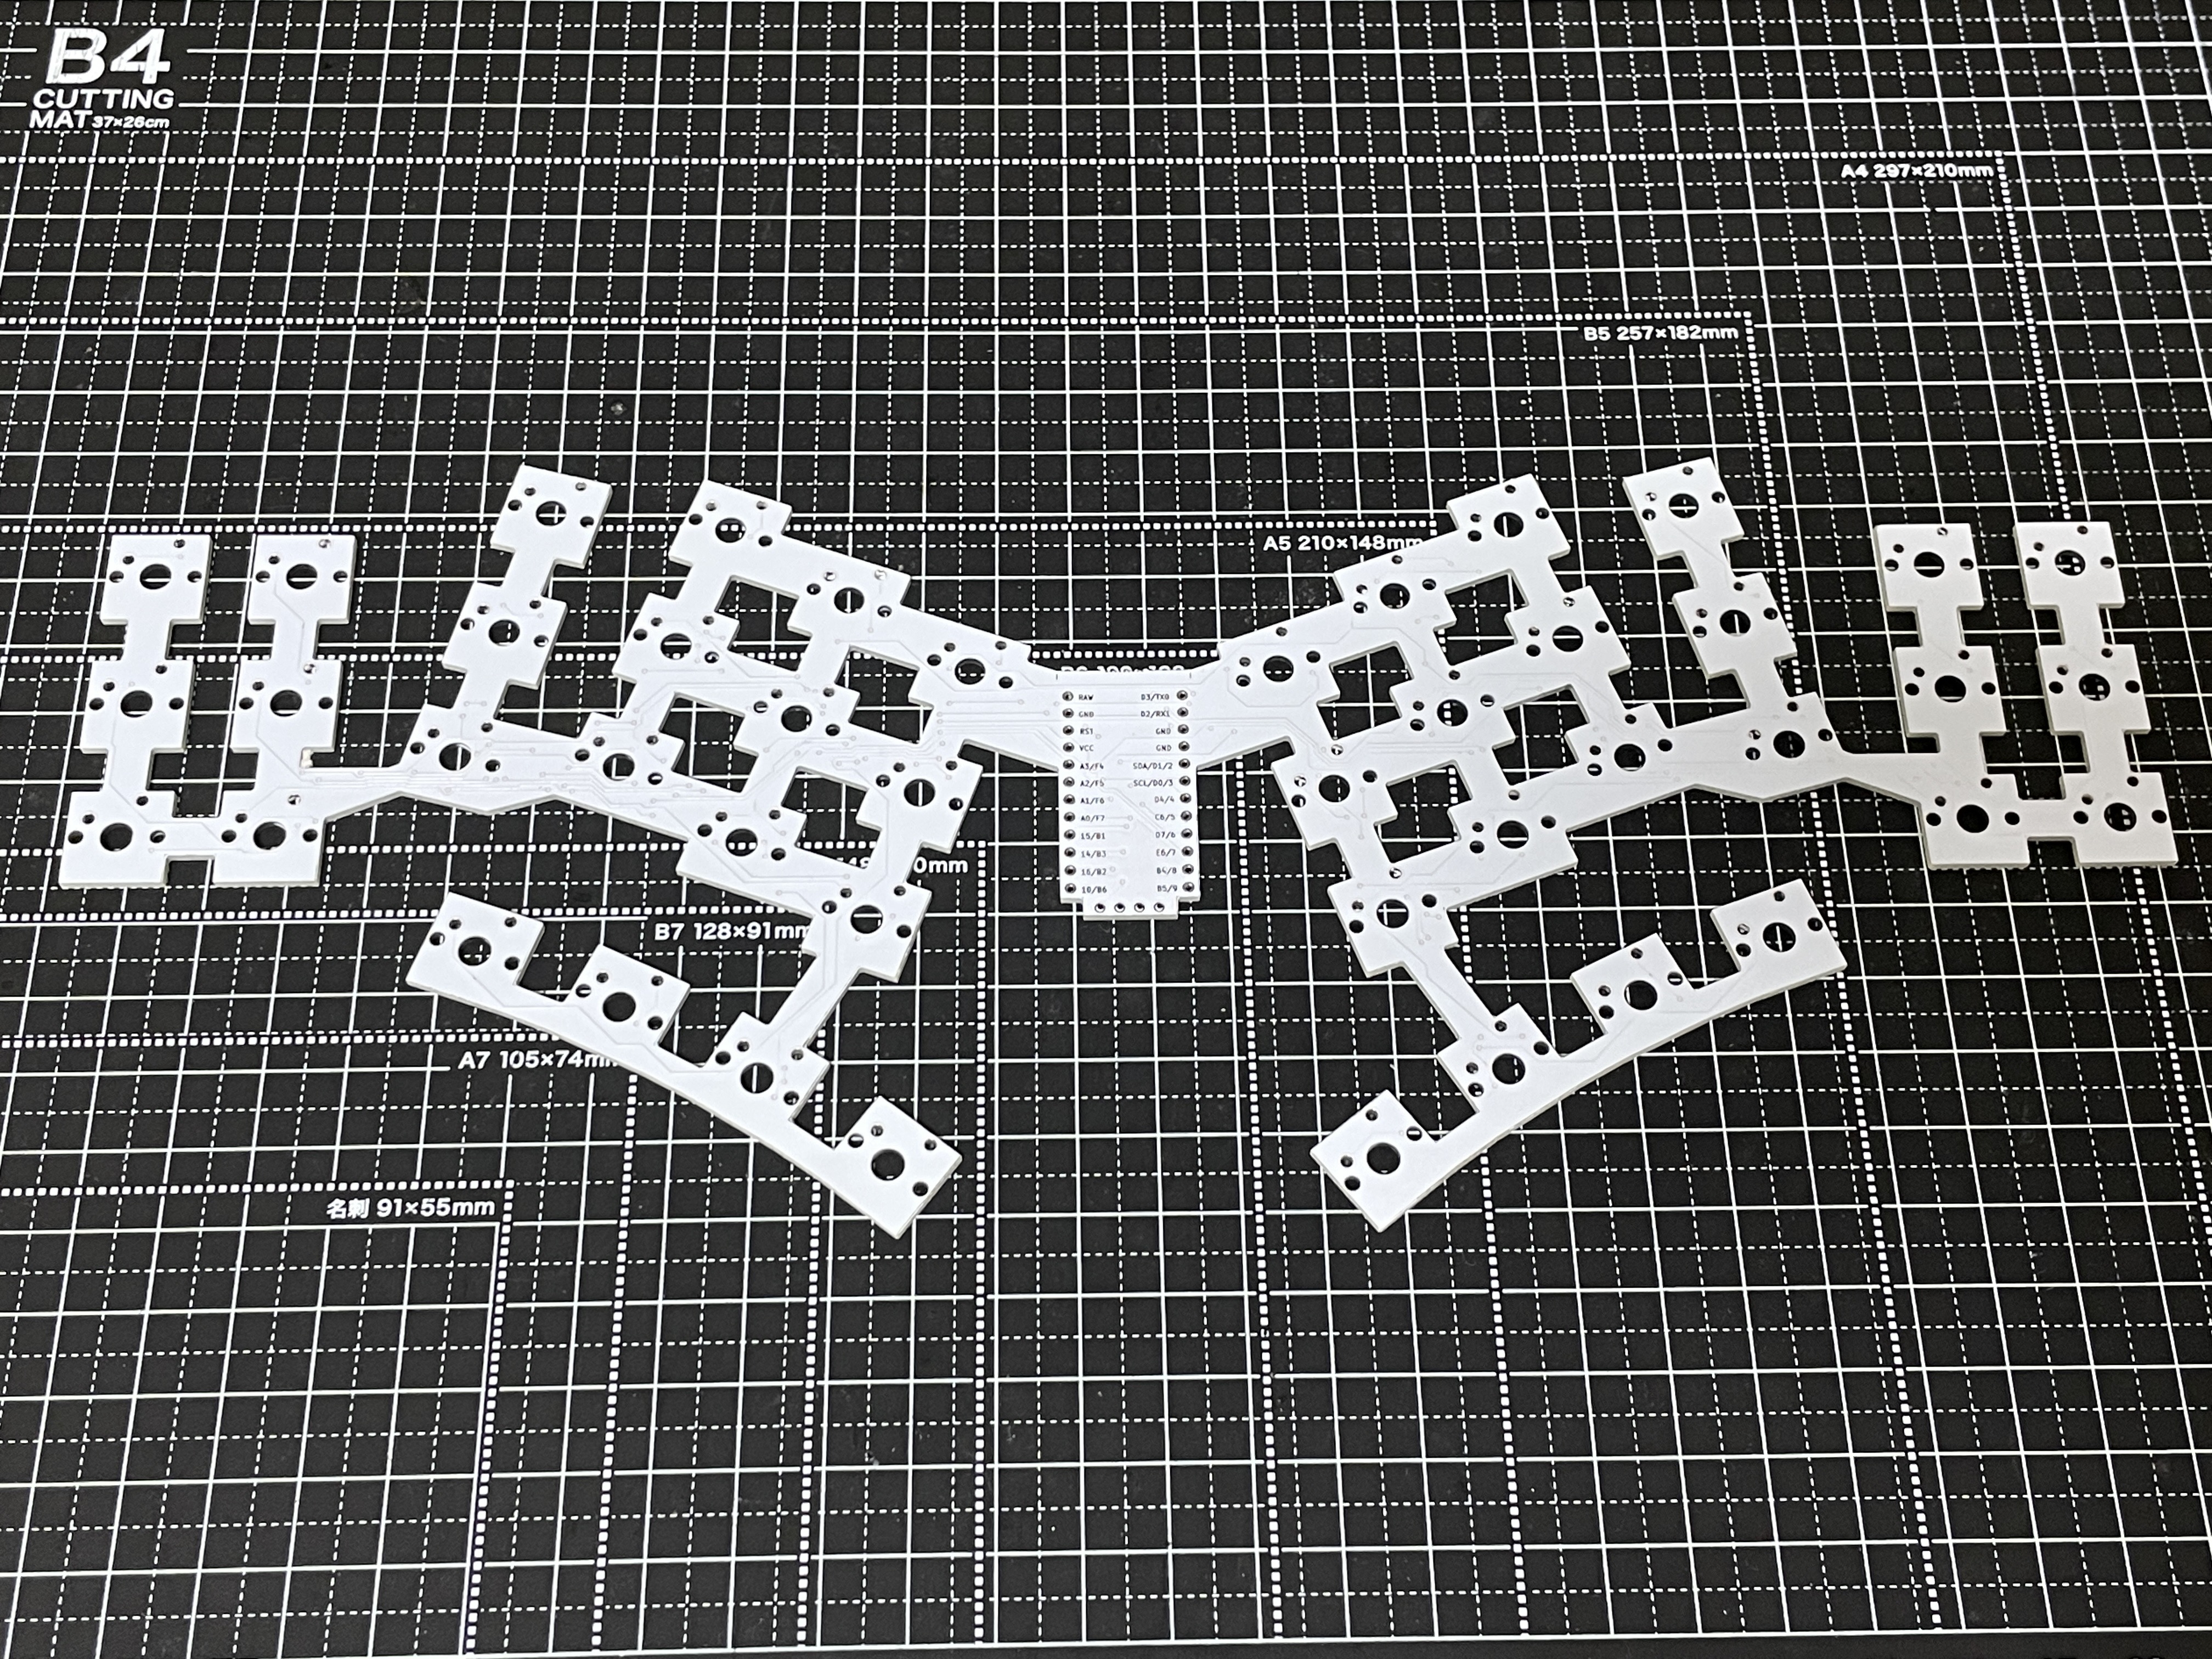 B4
CUTTING
MAT 37×26cm
A4 297×210mm
B5 257×182mm
A5 210×148mm
RAW
D3/TX0
GND
D2/RX1
RST
GND
VCC
GND
A3/F4
SDA/D1/2
A2/F5
SCL/D0/3
A1/F6
D4/4
A0/F7
C6/5
15/B1
D7/6
14/B3
E6/7
16/B2
B4/8
10/B6
B5/9
0mm
B7 128×91mm
A7 105×74mm
名刺 91×55mm